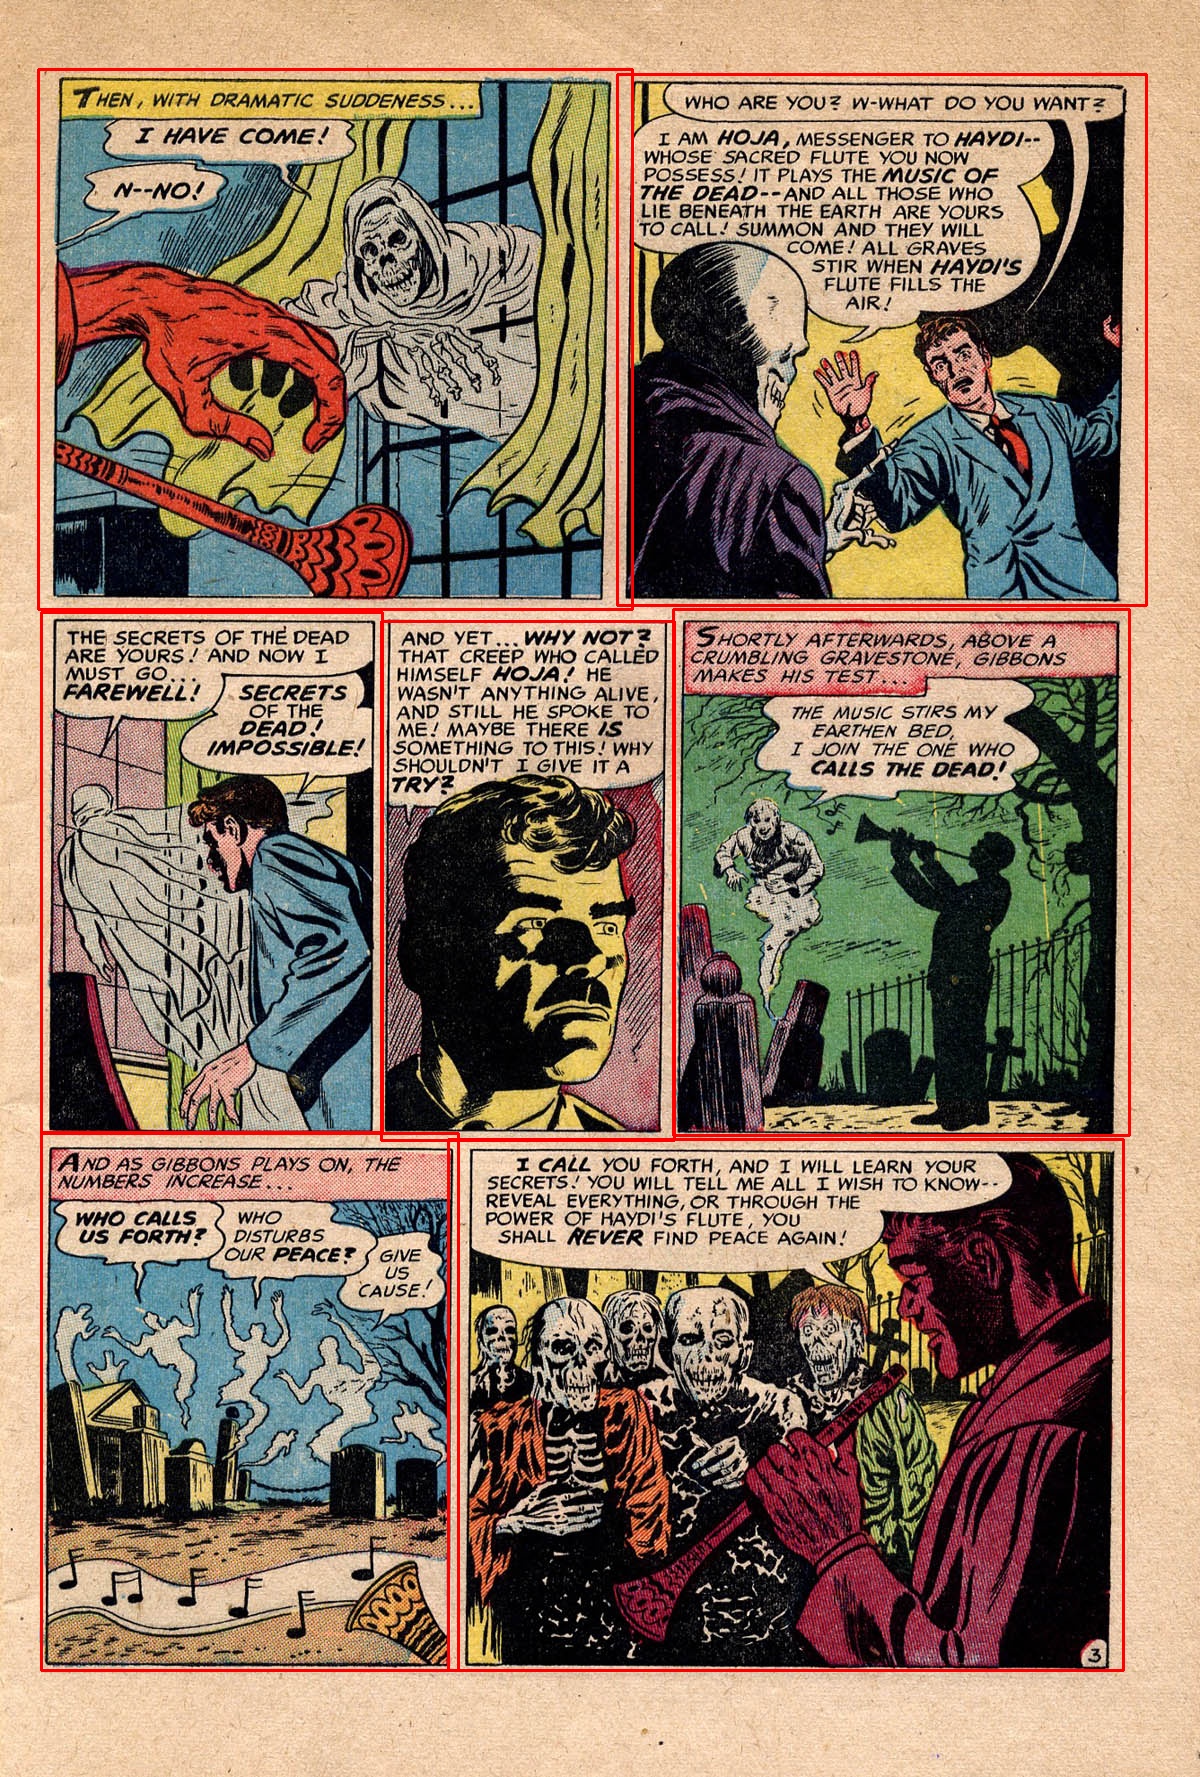 THEN, WITH DRAMATIC SUDDENESS...
I HAVE COME!
N--NO!
WHO ARE YOU? W-WHAT DO YOU WANT?
I AM HOJA, MESSENGER TO HAYDI--
WHOSE SACRED FLUTE YOU NOW
POSSESS! IT PLAYS THE MUSIC OF
THE DEAD--AND ALL THOSE WHO
LIE BENEATH THE EARTH ARE YOURS
TO CALL! SUMMON AND THEY WILL
COME! ALL GRAVES
STIR WHEN HAYDI'S
FLUTE FILLS THE
AIR!
THE SECRETS OF THE DEAD
ARE YOURS! AND NOW I
MUST GO...
FAREWELL!
SECRETS
OF THE
DEAD!
IMPOSSIBLE!
AND YET... WHY NOT?
THAT CREEP WHO CALLED
HIMSELF HOJA! HE
WASN'T ANYTHING ALIVE,
AND STILL HE SPOKE TO
ME! MAYBE THERE IS
SOMETHING TO THIS! WHY
SHOULDN'T I GIVE IT A
TRY?
SHORTLY AFTERWARDS, ABOVE A
CRUMBLING GRAVESTONE, GIBBONS
MAKES HIS TEST...
THE MUSIC STIRS MY
EARTHEN BED,
I JOIN THE ONE WHO
CALLS THE DEAD!
AND AS GIBBONS PLAYS ON, THE
NUMBERS INCREASE...
WHO CALLS
US FORTH?
WHO
DISTURBS
OUR PEACE?
GIVE
US
CAUSE!
I CALL YOU FORTH, AND I WILL LEARN YOUR
SECRETS! YOU WILL TELL ME ALL I WISH TO KNOW--
REVEAL EVERYTHING, OR THROUGH THE
POWER OF HAYDI'S FLUTE, YOU
SHALL REVER FIND PEACE AGAIN!
3